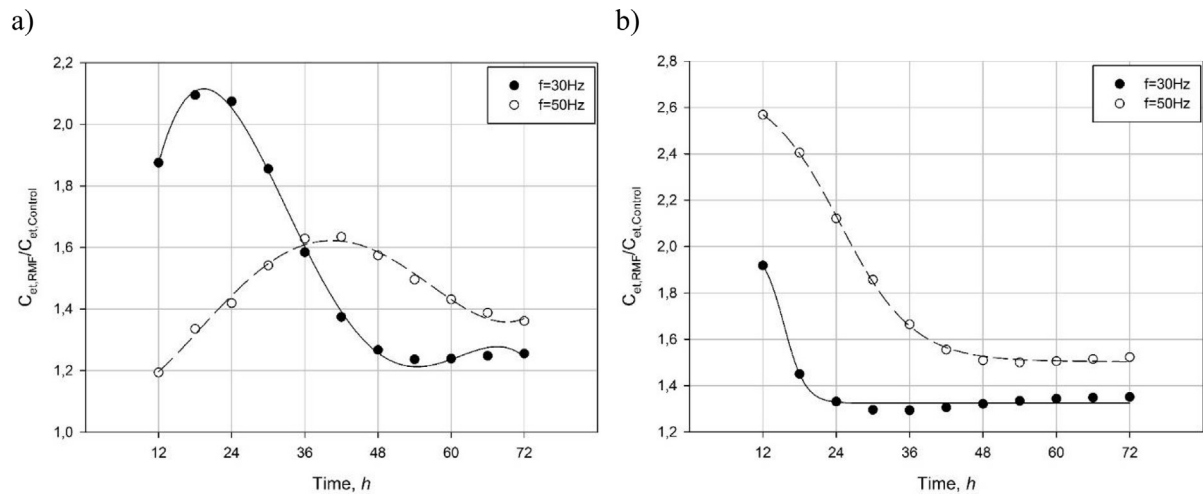 a)
2,2
2,0
1,8
1,6
1,4
1,2
1,0
C_et,RMF/C_et,Control
f=30Hz
f=50Hz
12 24 36 48 60 72
Time, h
b)
2,8
2,6
2,4
2,2
2,0
1,8
1,6
1,4
1,2
C_et,RMF/C_et,Control
f=30Hz
f=50Hz
12 24 36 48 60 72
Time, h